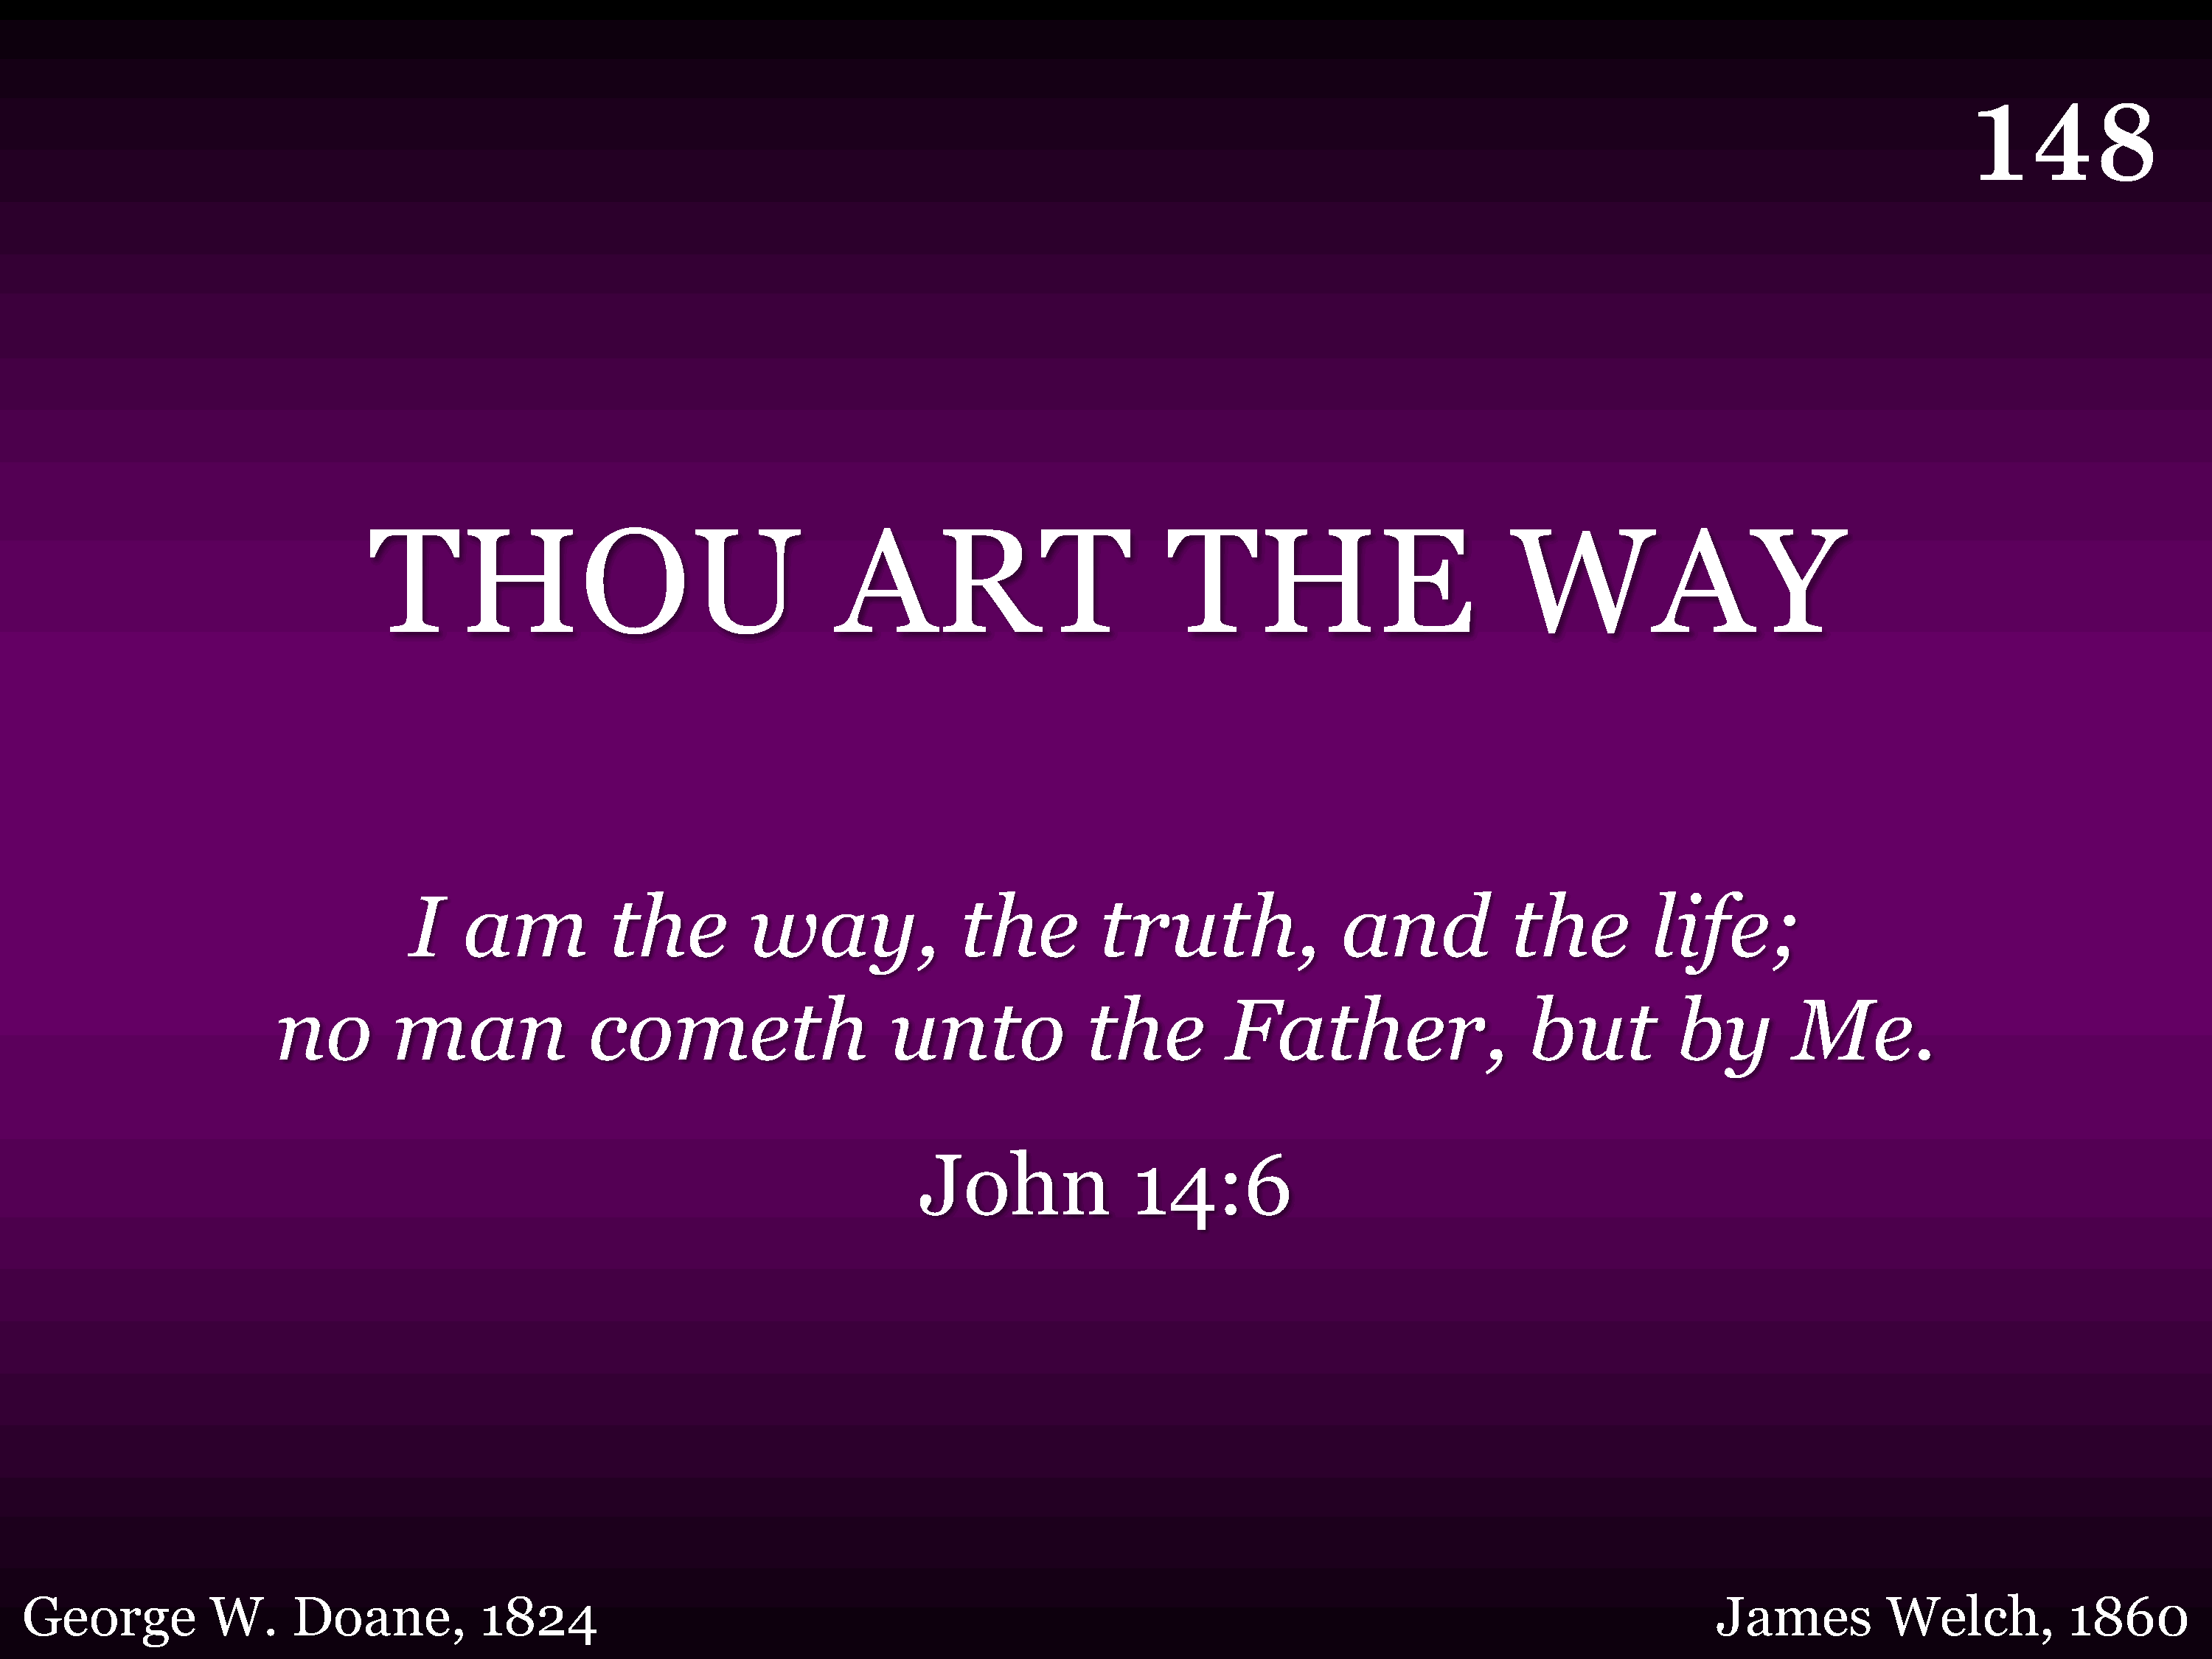 148
THOU ART THE WAY
I am the way, the truth, and the life;
no man cometh unto the Father, but by Me.
John 14:6
George W. Doane, 1824
James Welch, 1860